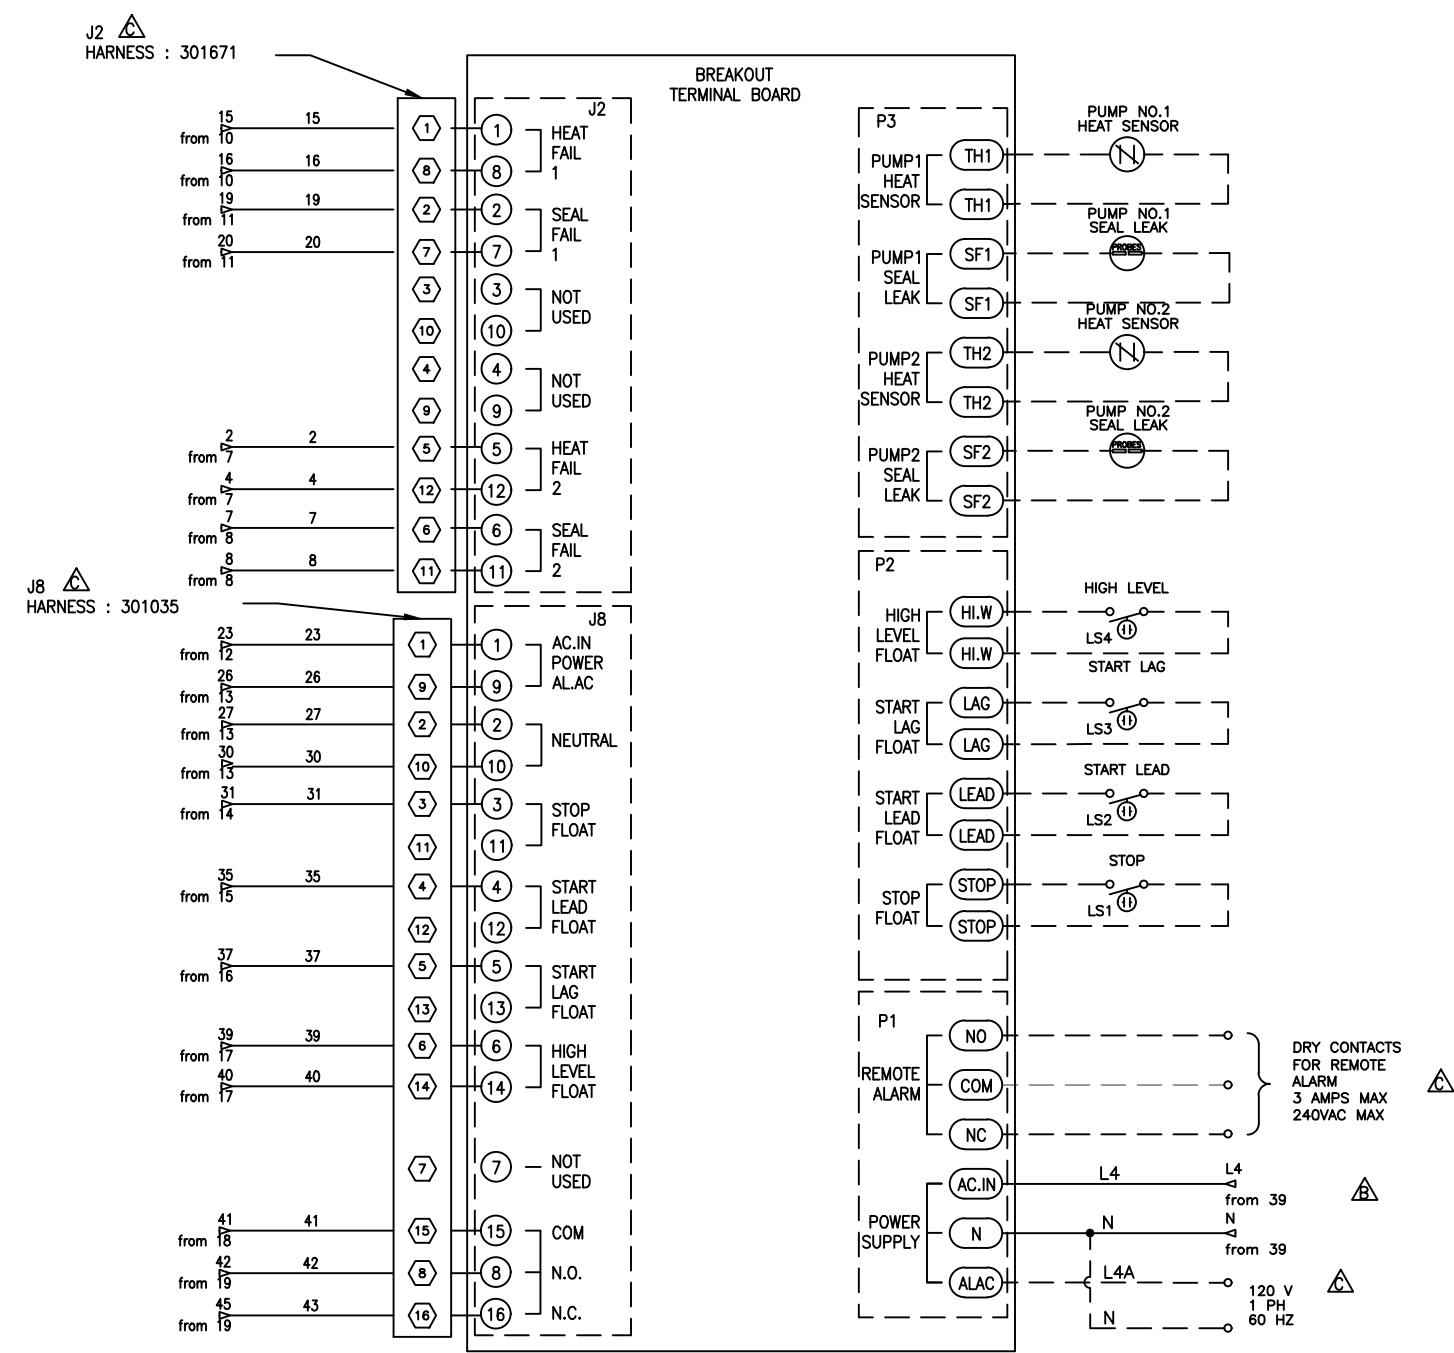 J2 C
HARNESS : 301671
BREAKOUT
TERMINAL BOARD
J2
15
from 10
15
1
1
HEAT
FAIL
1
16
from 10
16
8
8
19
from 11
19
2
2
SEAL
FAIL
1
20
from 11
20
7
7
3
3
NOT
USED
10
10
4
4
NOT
USED
9
9
2
from 7
2
5
5
HEAT
FAIL
2
4
from 7
4
12
12
7
from 8
7
6
6
SEAL
FAIL
2
8
from 8
8
11
11
J8 C
HARNESS : 301035
J8
23
from 12
23
1
1
AC.IN
POWER
AL.AC
26
from 13
26
9
9
27
from 13
27
2
2
NEUTRAL
30
from 13
30
10
10
31
from 14
31
3
3
STOP
FLOAT
11
11
35
from 15
35
4
4
START
LEAD
FLOAT
12
12
37
from 16
37
5
5
START
LAG
FLOAT
13
13
39
from 17
39
6
6
HIGH
LEVEL
FLOAT
40
from 17
40
14
14
7
7
NOT
USED
41
from 18
41
15
15
COM
42
from 19
42
8
8
N.O.
45
from 19
43
16
16
N.C.
P3
PUMP1
HEAT
SENSOR
TH1
TH1
PUMP NO.1
HEAT SENSOR
PUMP1
SEAL
LEAK
SF1
SF1
PUMP NO.1
SEAL LEAK
PROBES
PUMP2
HEAT
SENSOR
TH2
TH2
PUMP NO.2
HEAT SENSOR
PUMP2
SEAL
LEAK
SF2
SF2
PUMP NO.2
SEAL LEAK
PROBES
P2
HIGH
LEVEL
FLOAT
HI.W
HI.W
HIGH LEVEL
LS4
START
LAG
FLOAT
LAG
LAG
START LAG
LS3
START
LEAD
FLOAT
LEAD
LEAD
START LEAD
LS2
STOP
FLOAT
STOP
STOP
STOP
LS1
P1
REMOTE
ALARM
NO
COM
NC
DRY CONTACTS
FOR REMOTE
ALARM
3 AMPS MAX
240VAC MAX
C
POWER
SUPPLY
AC.IN
L4
L4
from 39
B
N
N
N
from 39
ALAC
L4A
N
120 V
1 PH
60 HZ
C